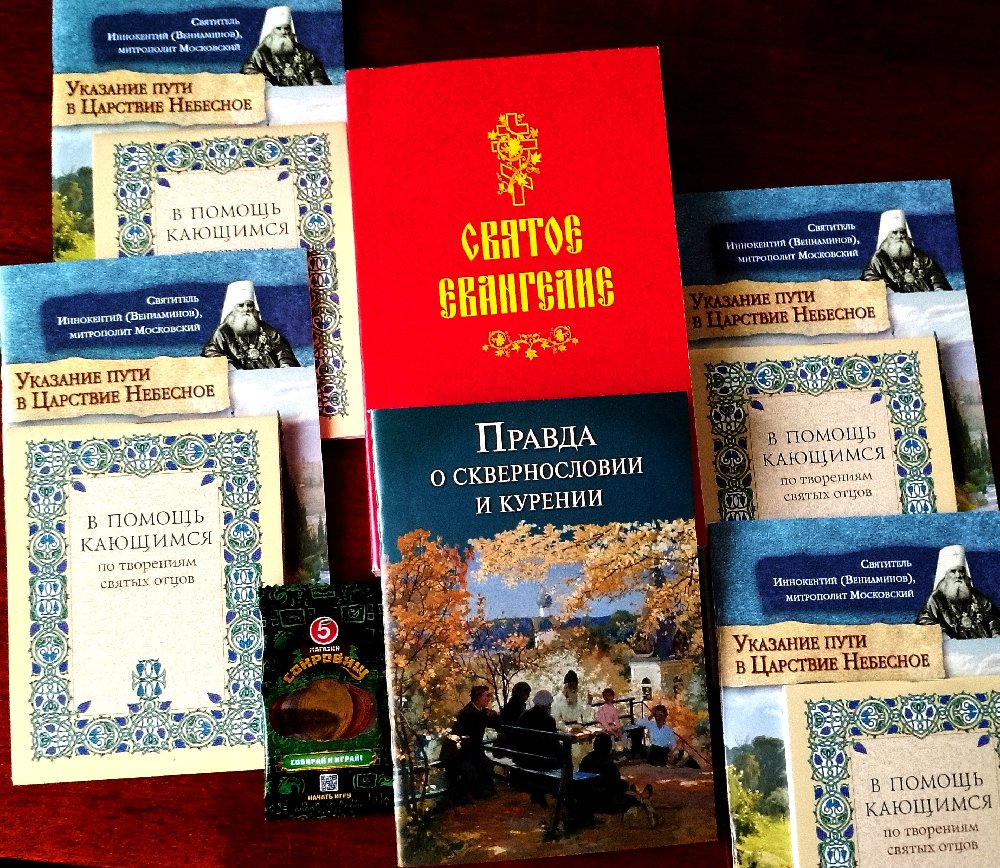 Святитель
Иннокентий (Вениаминов),
митрополит Московский
Указание пути
в Царствие Небесное
В ПОМОЩЬ
КАЮЩИМСЯ
СВЯТОЕ
ЕВАНГЕЛИЕ
Святитель
Иннокентий (Вениаминов),
митрополит Московский
Указание пути
в Царствие Небесное
В ПОМОЩЬ
КАЮЩИМСЯ
по творениям
святых отцов
Святитель
Иннокентий (Вениаминов),
митрополит Московский
Указание пути
в Царствие Небесное
В ПОМОЩЬ
КАЮЩИМСЯ
по творениям
святых отцов
Правда
о сквернословии
и курении
5
МАГАЗИН
СОКРОВИЩ
СОБИРАЙ И ИГРАЙ!
НАЧАТЬ ИГРУ
Святитель
Иннокентий (Вениаминов),
митрополит Московский
Указание пути
в Царствие Небесное
В ПОМОЩЬ
КАЮЩИМСЯ
по творениям
святых отцов